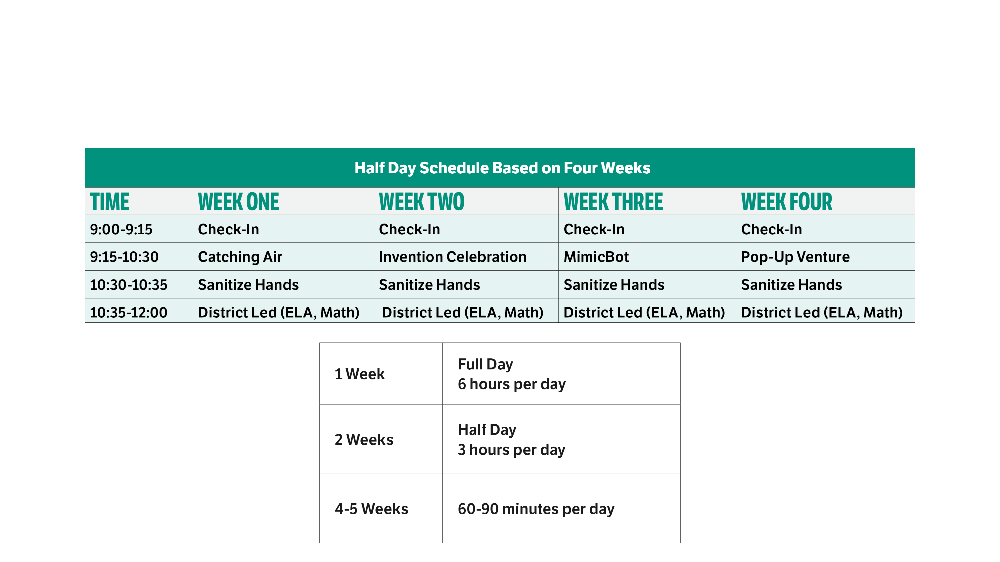 Half Day Schedule Based on Four Weeks
TIME WEEK ONE WEEK TWO WEEK THREE WEEK FOUR
9:00-9:15 Check-In Check-In Check-In Check-In
9:15-10:30 Catching Air Invention Celebration MimicBot Pop-Up Venture
10:30-10:35 Sanitize Hands Sanitize Hands Sanitize Hands Sanitize Hands
10:35-12:00 District Led (ELA, Math) District Led (ELA, Math) District Led (ELA, Math) District Led (ELA, Math)
1 Week
Full Day
6 hours per day
2 Weeks
Half Day
3 hours per day
4-5 Weeks
60-90 minutes per day